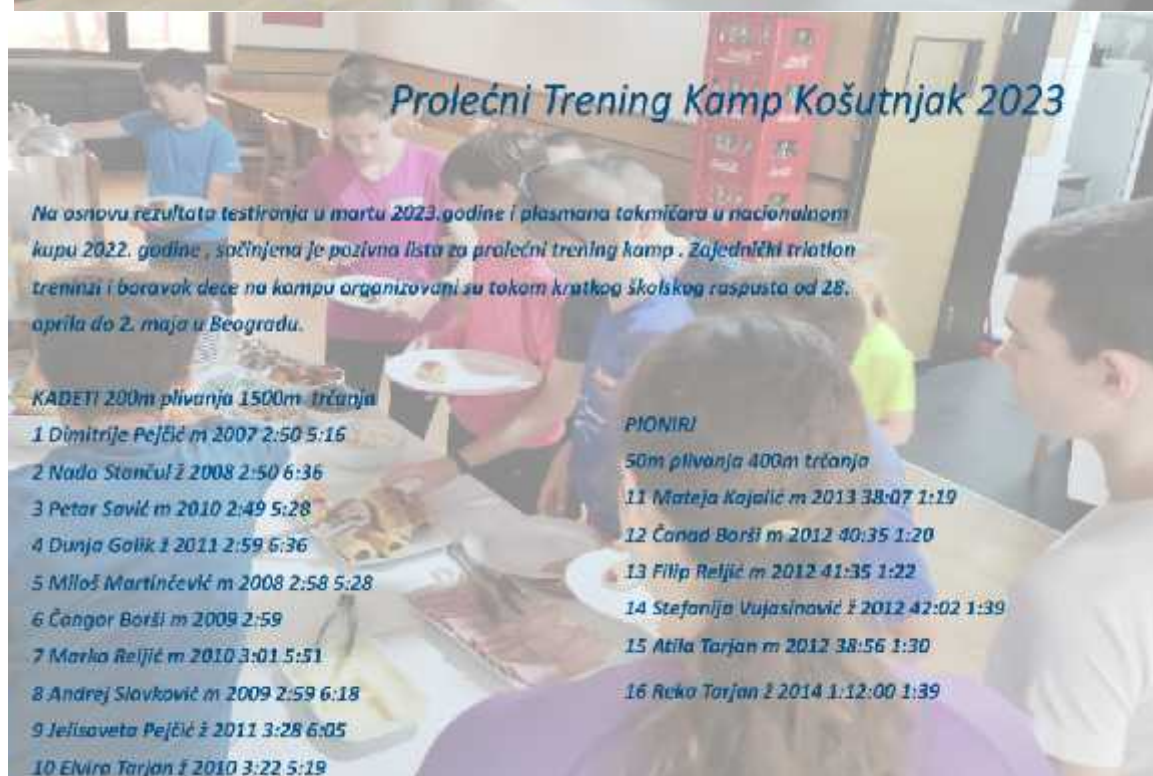 Prolećni Trening Kamp Košutnjak 2023
Na osnovu rezultata testiranja u martu 2023.godine i plasmana takmičara u nacionalnom
kupu 2022. godine , sačinjena je pozivna lista za prolećni trening kamp . Zajednički triatlon
treninzi i boravak dece na kampu organizovani su tokom kratkog školskog raspusta od 28.
aprila do 2. maja u Beogradu.
KADETI 200m plivanja 1500m trčanja
1 Dimitrije Pejčić m 2007 2:50 5:16
2 Nađa Stančul ž 2008 2:50 6:36
3 Petar Savić m 2010 2:49 5:28
4 Dunja Galik ž 2011 2:59 6:36
5 Miloš Martinčević m 2008 2:58 5:28
6 Čongor Borši m 2009 2:59
7 Marko Reljić m 2010 3:01 5:51
8 Andrej Slavković m 2009 2:59 6:18
9 Jelisaveta Pejčić ž 2011 3:28 6:05
10 Elvira Tarjan ž 2010 3:22 5:19
PIONIRI
50m plivanja 400m trčanja
11 Mateja Kajalić m 2013 38:07 1:19
12 Čanad Borši m 2012 40:35 1:20
13 Filip Reljić m 2012 41:35 1:22
14 Stefanija Vujasinović ž 2012 42:02 1:39
15 Atila Tarjan m 2012 38:56 1:30
16 Reka Tarjan ž 2014 1:12:00 1:39